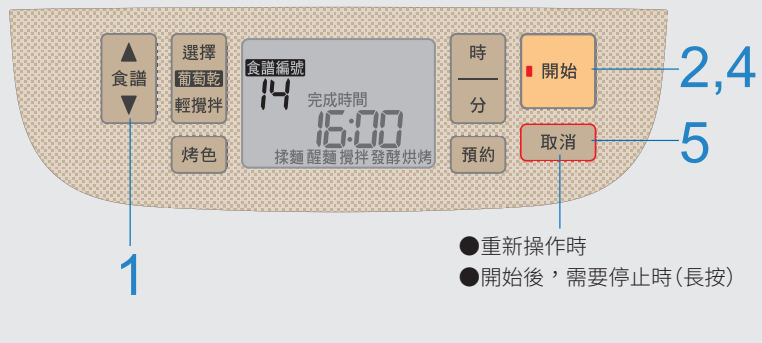 ▲
食譜
▼
選擇
葡萄乾
輕攪拌
烤色
食譜編號
14
完成時間
16:00
揉麵 醒麵 攪拌 發酵 烘烤
時
分
預約
開始
取消
2,4
5
1
●重新操作時
●開始後，需要停止時(長按)